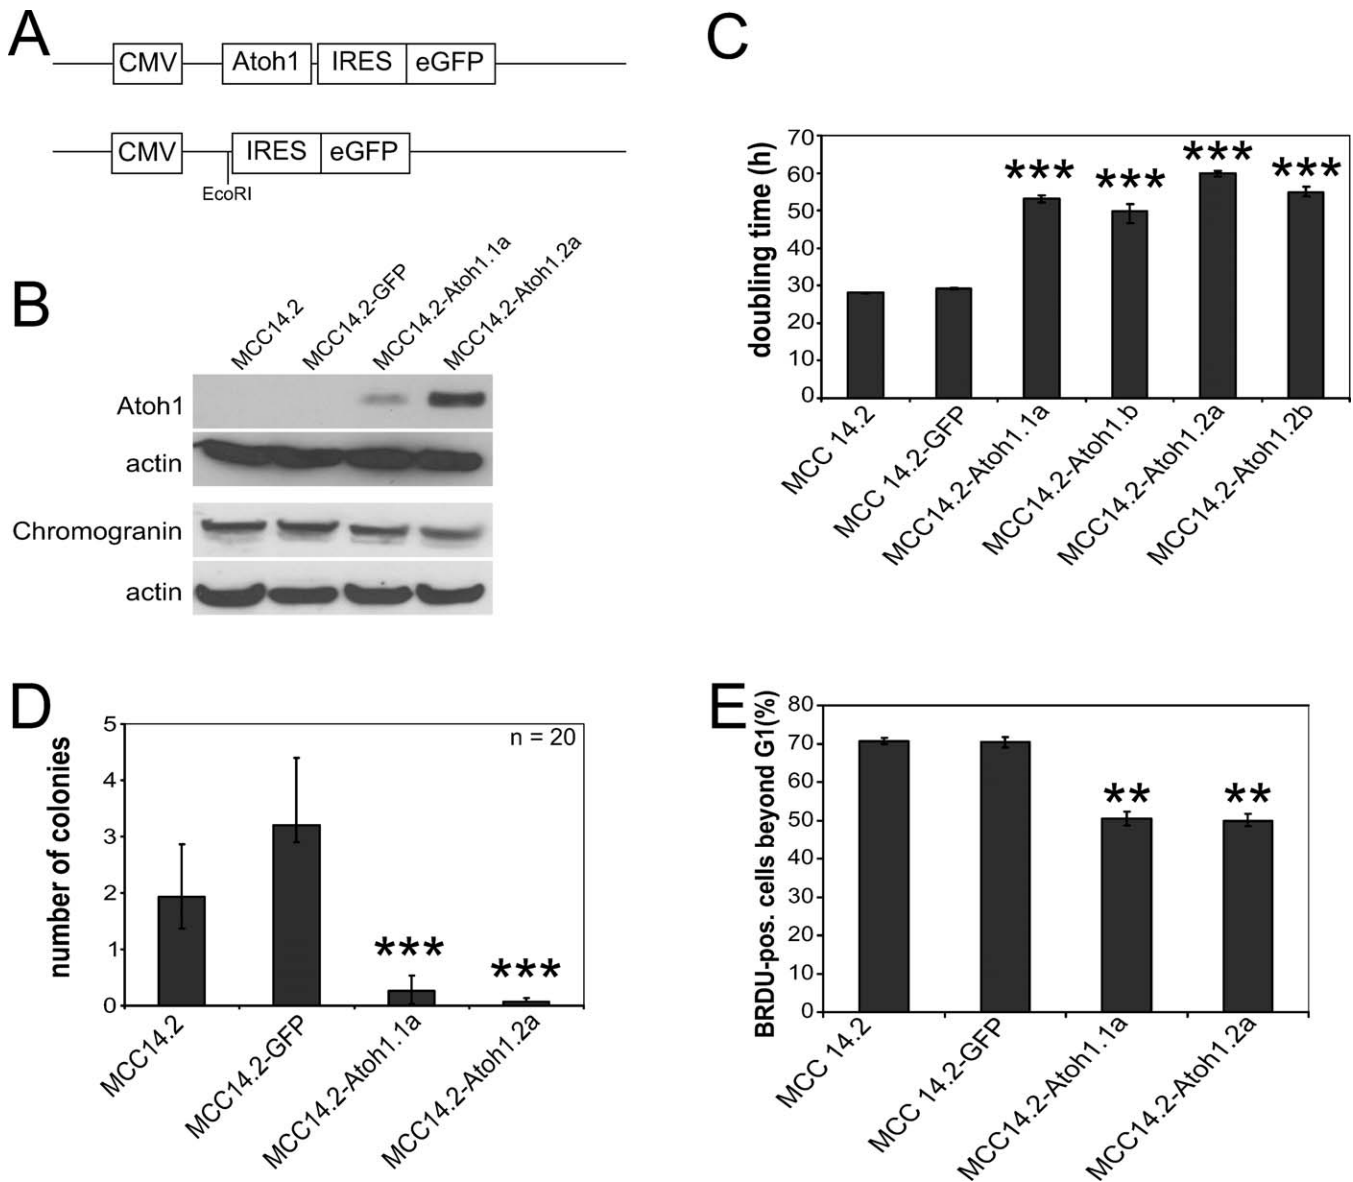 A
CMV Atoh1 IRES eGFP
CMV IRES eGFP
EcoRI
B
MCC14.2
MCC14.2-GFP
MCC14.2-Atoh1.1a
MCC14.2-Atoh1.2a
Atoh1
actin
Chromogranin
actin
C
doubling time (h)
70
60
50
40
30
20
10
0
***
***
***
***
MCC 14.2
MCC 14.2-GFP
MCC14.2-Atoh1.1a
MCC14.2-Atoh1.b
MCC14.2-Atoh1.2a
MCC14.2-Atoh1.2b
D
number of colonies
5
4
3
2
1
0
n = 20
***
***
MCC14.2
MCC14.2-GFP
MCC14.2-Atoh1.1a
MCC14.2-Atoh1.2a
E
BRDU-pos. cells beyond G1(%)
80
70
60
50
40
30
20
10
0
**
**
MCC 14.2
MCC 14.2-GFP
MCC14.2-Atoh1.1a
MCC14.2-Atoh1.2a